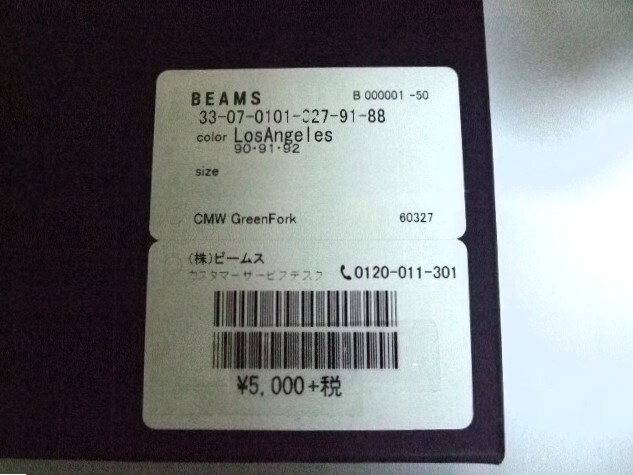 BEAMS B 000001 -50
33-07-0101-327-91-88
color LosAngeles
90・91・92
size
CMW GreenFork 60327
(株)ビームス
カスタマーサービスデスク 0120-011-301
¥5,000+税